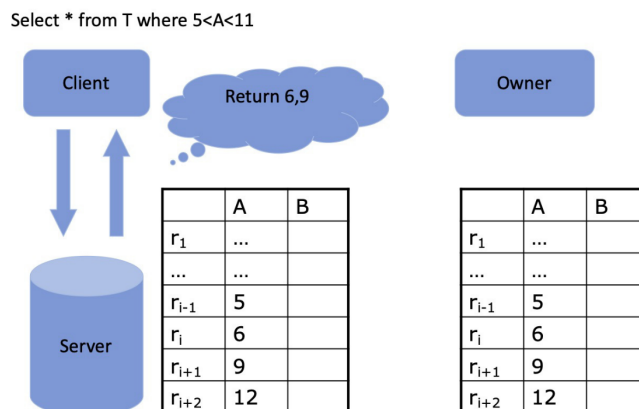 Select * from T where 5<A<11
Client
Return 6,9
Owner
Server
A B
r1 ...
... ...
ri-1 5
ri 6
ri+1 9
ri+2 12
A B
r1 ...
... ...
ri-1 5
ri 6
ri+1 9
ri+2 12